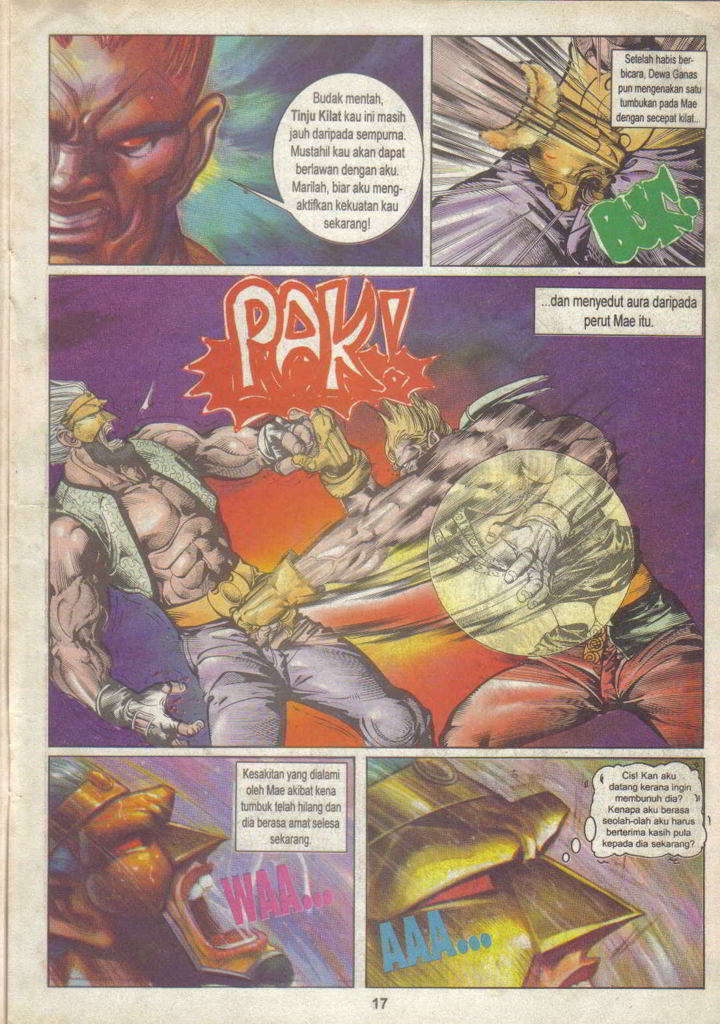 Budak mentah,
Tinju Kilat kau ini masih
jauh daripada sempurna.
Mustahil kau akan dapat
berlawan dengan aku.
Marilah, biar aku meng-
aktifkan kekuatan kau
sekarang!
Setelah habis ber-
bicara, Dewa Ganas
pun mengenakan satu
tumbukan pada Mae
dengan secepat kilat...
BUK!
PAK!
...dan menyedut aura daripada
perut Mae itu.
Kesakitan yang dialami
oleh Mae akibat kena
tumbuk telah hilang dan
dia berasa amat selesa
sekarang.
WAA...
Cis! Kan aku
datang kerana ingin
membunuh dia?
Kenapa aku berasa
seolah-olah aku harus
berterima kasih pula
kepada dia sekarang?
AAA...
17